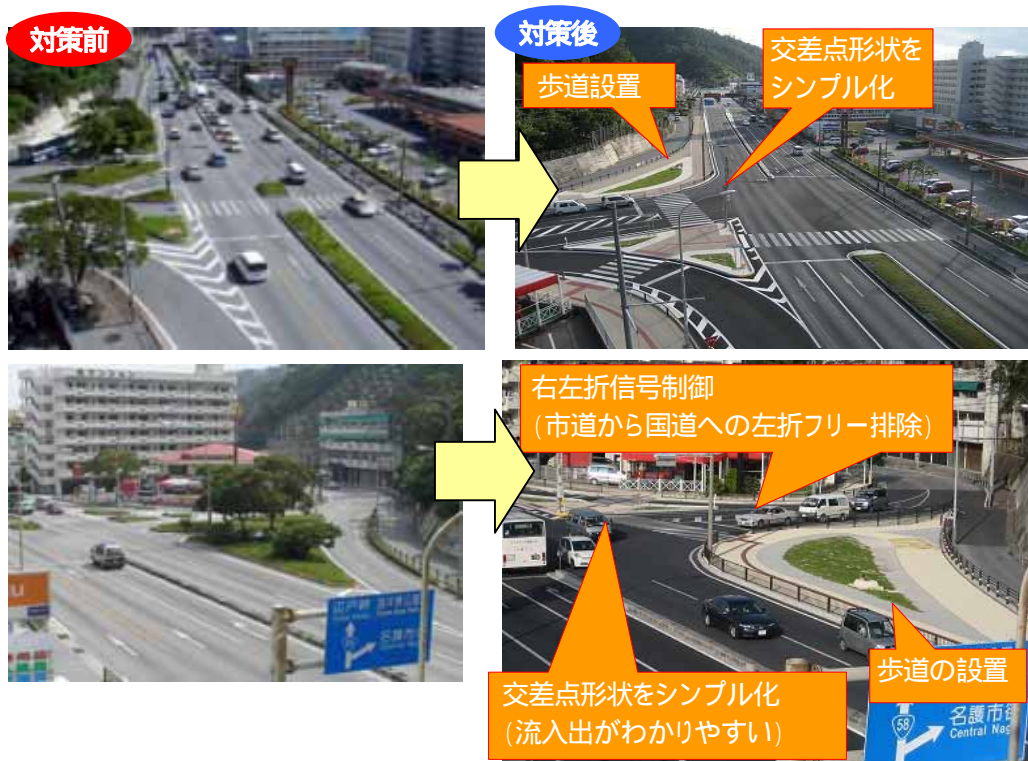 対策前
対策後
歩道設置
交差点形状を
シンプル化
右左折信号制御
(市道から国道への左折フリー排除)
名護市
交差点形状をシンプル化
(流入出がわかりやすい)
歩道の設置
58
名護市街
Central Nag